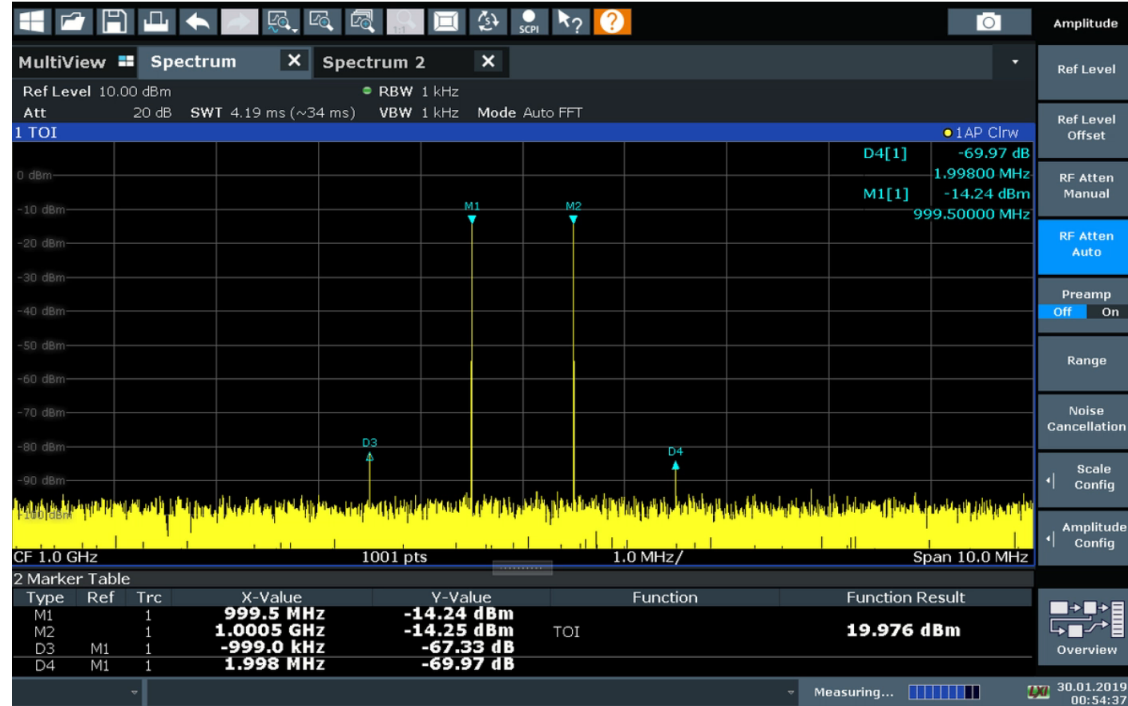 SCPI
Amplitude
MultiView Spectrum Spectrum 2
Ref Level 10.00 dBm RBW 1 kHz
Att 20 dB SWT 4.19 ms (~34 ms) VBW 1 kHz Mode Auto FFT
1 TOI 1AP Clrw
D4[1] -69.97 dB
1.99800 MHz
M1[1] -14.24 dBm
999.50000 MHz
0 dBm
-10 dBm
-20 dBm
-30 dBm
-40 dBm
-50 dBm
-60 dBm
-70 dBm
-80 dBm
-90 dBm
M1 M2
D3 D4
CF 1.0 GHz 1001 pts 1.0 MHz/ Span 10.0 MHz
2 Marker Table
Type Ref Trc X-Value Y-Value Function Function Result
M1 1 999.5 MHz -14.24 dBm
M2 1 1.0005 GHz -14.25 dBm TOI 19.976 dBm
D3 M1 1 -999.0 kHz -67.33 dB
D4 M1 1 1.998 MHz -69.97 dB
Measuring...
LXI
30.01.2019
00:54:37
Ref Level
Ref Level
Offset
RF Atten
Manual
RF Atten
Auto
Preamp
Off On
Range
Noise
Cancellation
Scale
Config
Amplitude
Config
Overview